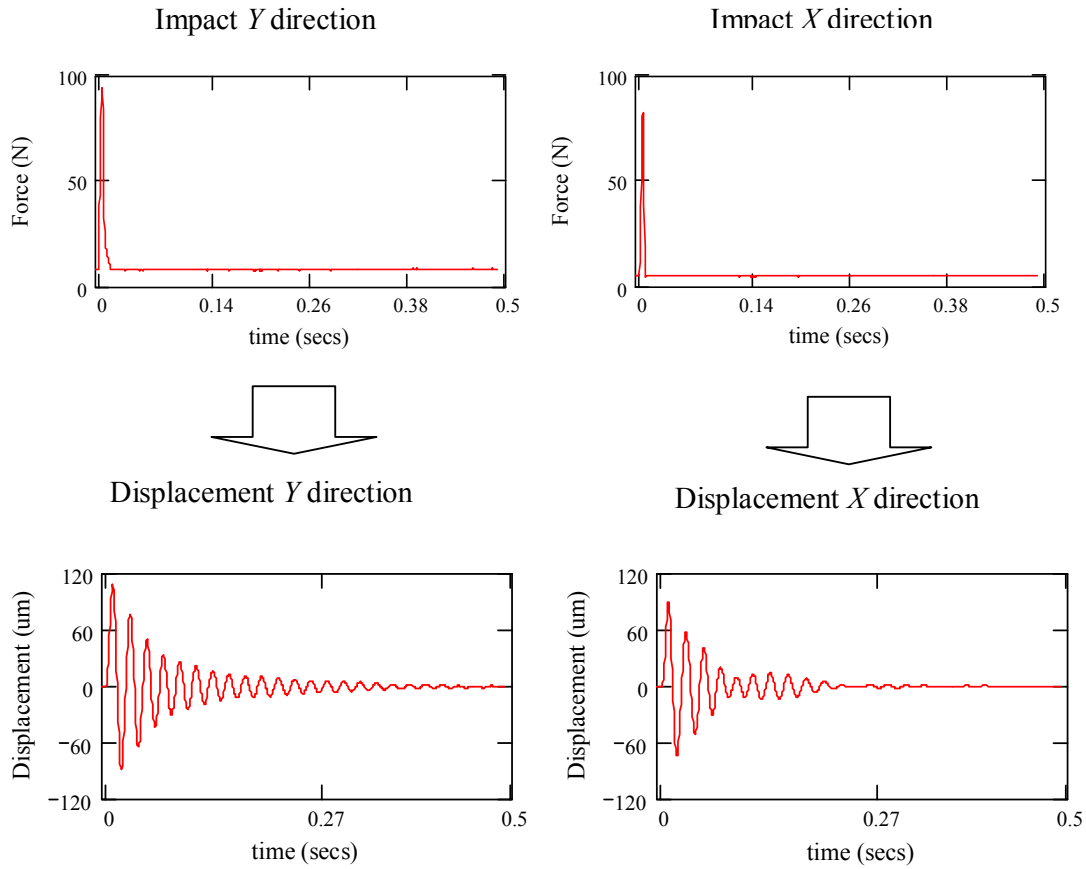 Impact Y direction
Force (N)
100
50
0
0 0.14 0.26 0.38 0.5
time (secs)
Impact X direction
Force (N)
100
50
0
0 0.14 0.26 0.38 0.5
time (secs)
Displacement Y direction
Displacement (um)
120
60
0
−60
−120
0 0.27 0.5
time (secs)
Displacement X direction
Displacement (um)
120
60
0
−60
−120
0 0.27 0.5
time (secs)